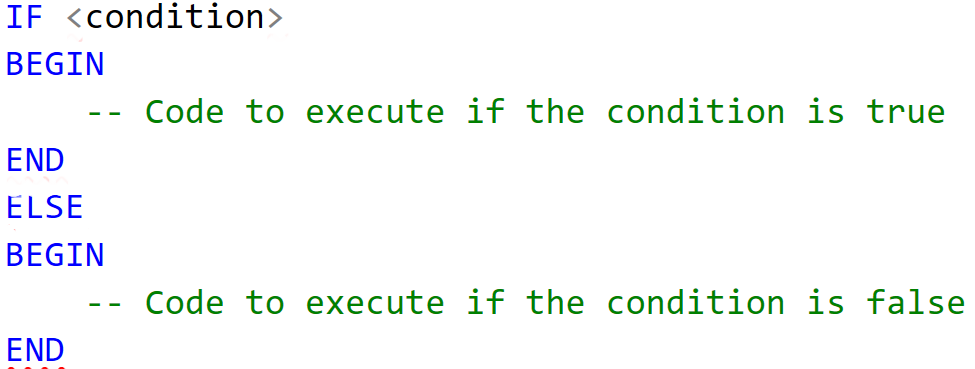 IF <condition>
BEGIN
    -- Code to execute if the condition is true
END
ELSE
BEGIN
    -- Code to execute if the condition is false
END